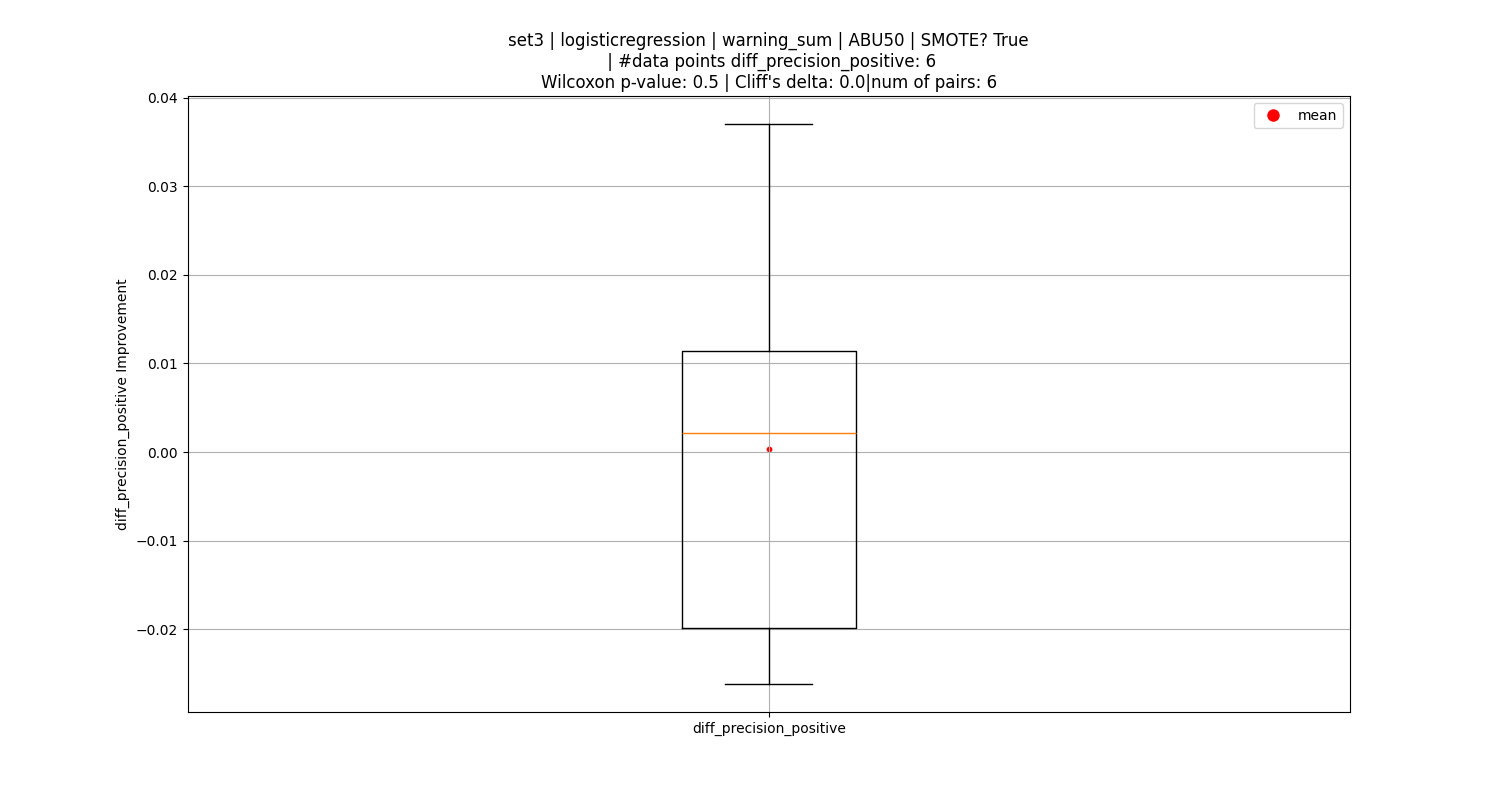 set3 | logisticregression | warning_sum | ABU50 | SMOTE? True
| #data points diff_precision_positive: 6
Wilcoxon p-value: 0.5 | Cliff's delta: 0.0|num of pairs: 6
mean
0.04
0.03
0.02
0.01
0.00
−0.01
−0.02
diff_precision_positive Improvement
diff_precision_positive